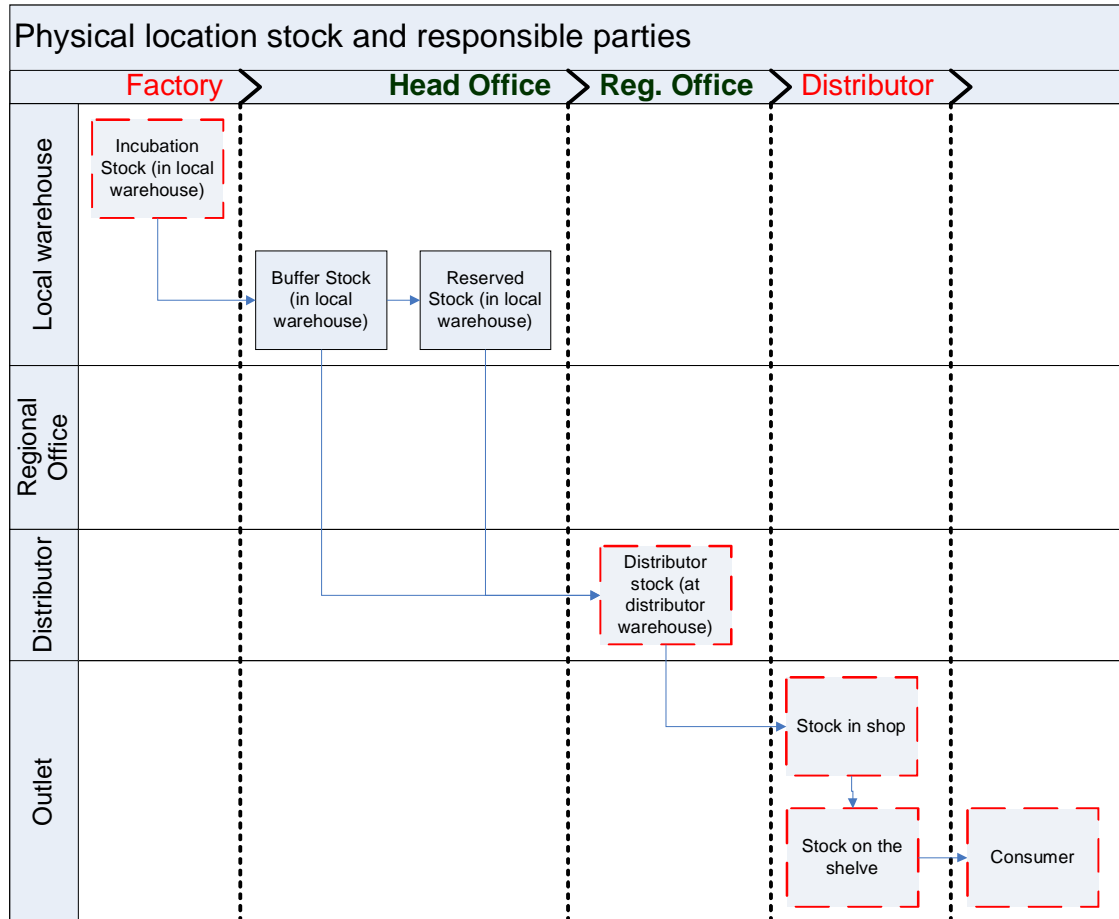 Physical location stock and responsible parties
Factory
Head Office
Reg. Office
Distributor
Local warehouse
Incubation
Stock (in local
warehouse)
Buffer Stock
(in local
warehouse)
Reserved
Stock (in local
warehouse)
Regional
Office
Distributor
Distributor
stock (at
distributor
warehouse)
Outlet
Stock in shop
Stock on the
shelve
Consumer